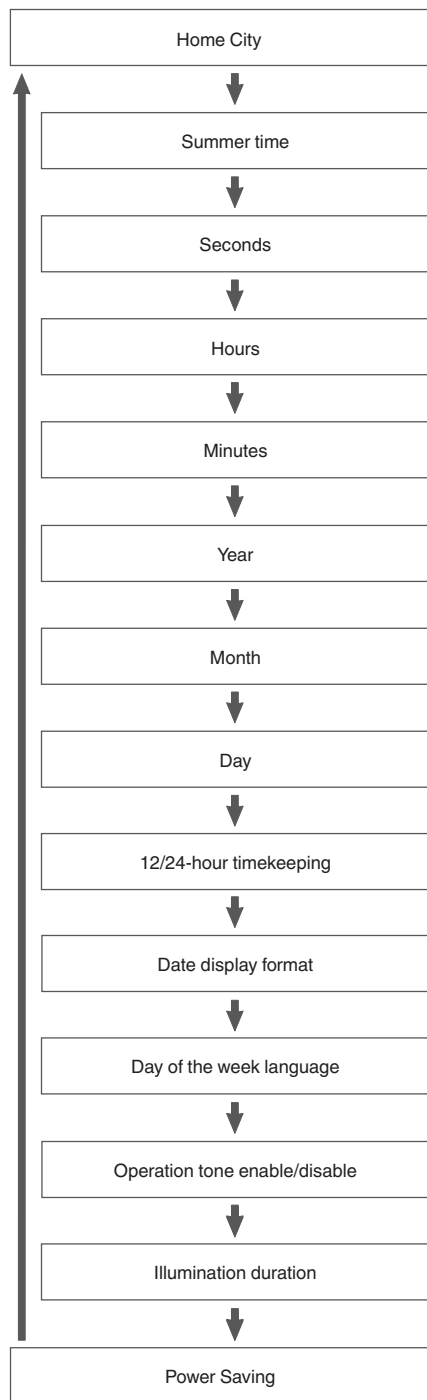 Home City
Summer time
Seconds
Hours
Minutes
Year
Month
Day
12/24-hour timekeeping
Date display format
Day of the week language
Operation tone enable/disable
Illumination duration
Power Saving